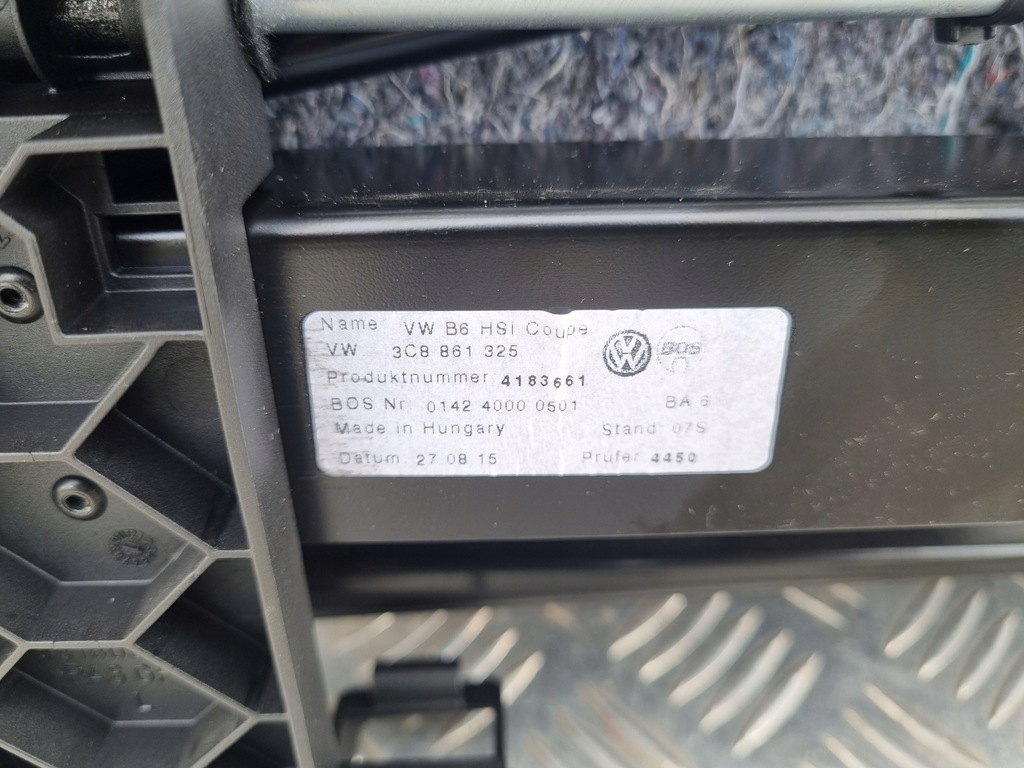 Name VW B6 HSI Coupe
VW 3C8 861 325
BOS
Produktnummer 4183661
BOS Nr 0142 4000 0501 BA 6
Made in Hungary Stand 07S
Datum 27 08 15 Prüfer 4450